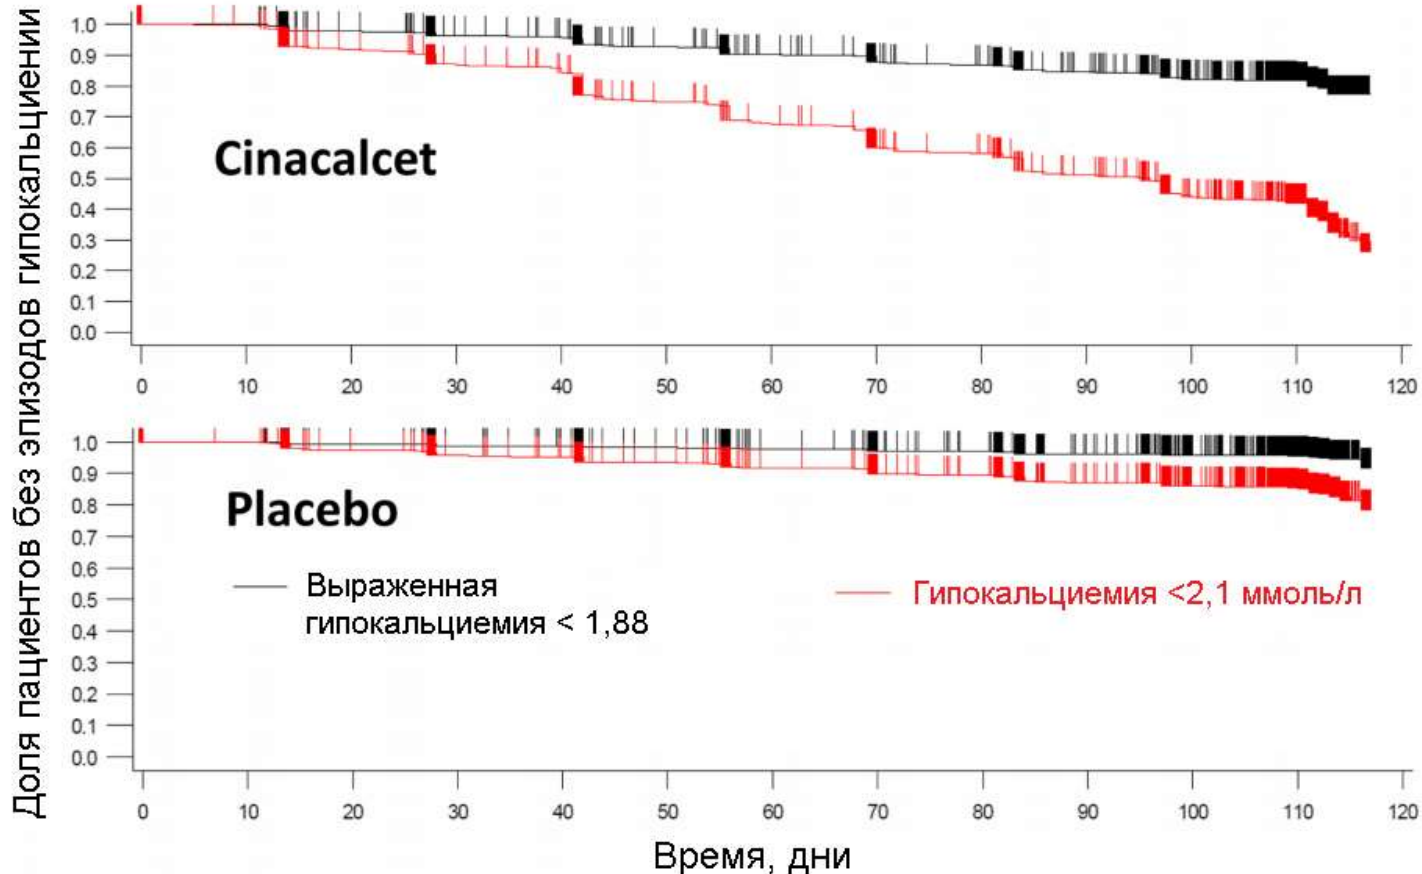 Доля пациентов без эпизодов гипокальциении
1.0
0.9
0.8
0.7
0.6
0.5
0.4
0.3
0.2
0.1
0.0
Cinacalcet
0 10 20 30 40 50 60 70 80 90 100 110 120
1.0
0.9
0.8
0.7
0.6
0.5
0.4
0.3
0.2
0.1
0.0
Placebo
Выраженная
гипокальциемия < 1,88
Гипокальциемия <2,1 ммоль/л
0 10 20 30 40 50 60 70 80 90 100 110 120
Время, дни